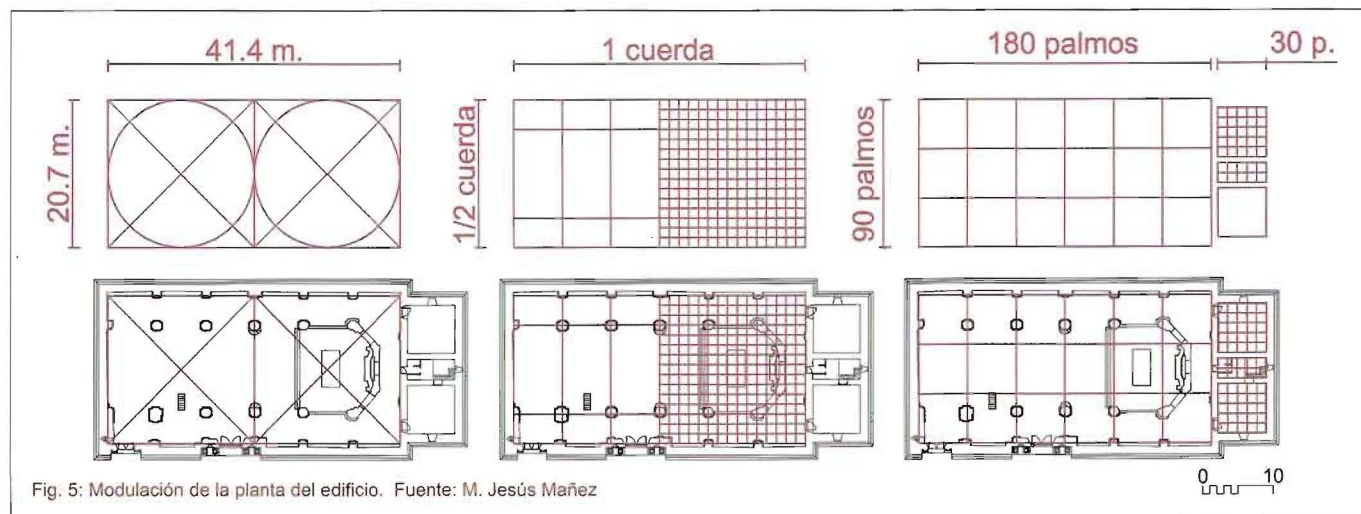 41.4 m.
1 cuerda
180 palmos
30 p.
20.7 m.
1/2 cuerda
90 palmos
Fig. 5: Modulación de la planta del edificio. Fuente: M. Jesús Mañez
0 10